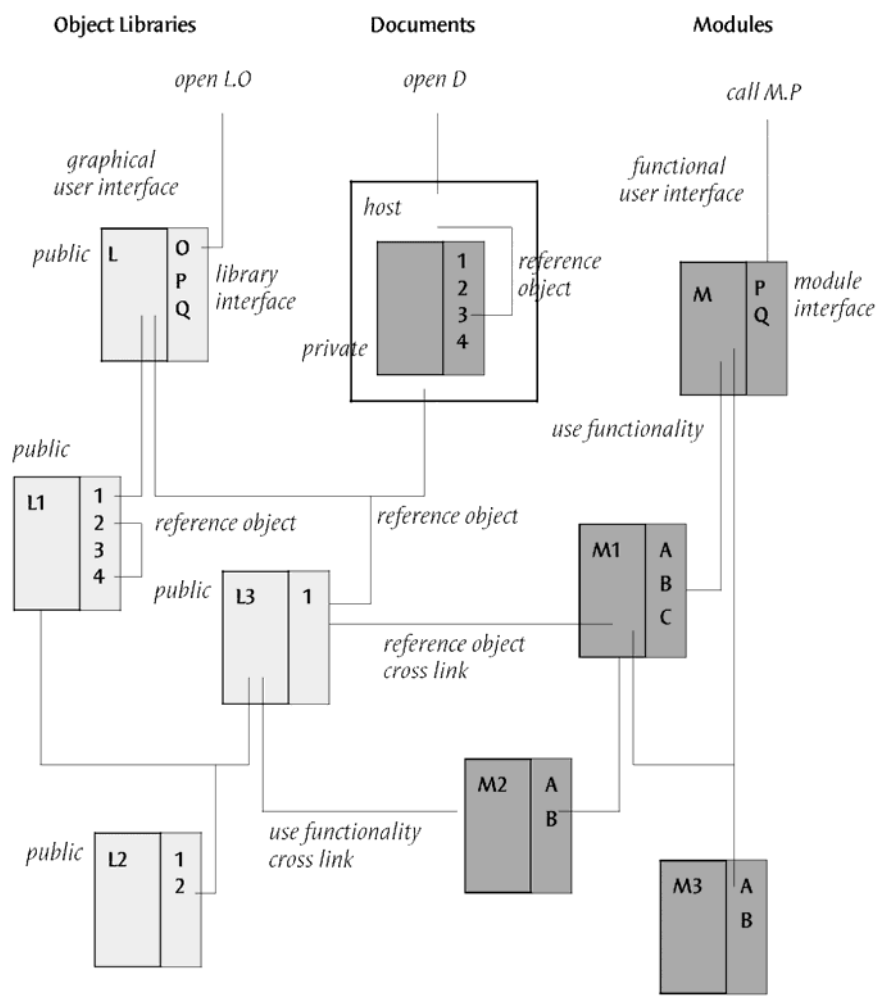 Object Libraries
Documents
Modules
open L.O
open D
call M.P
graphical
user interface
functional
user interface
host
public
L
O
P
Q
library
interface
1
2
3
4
reference
object
private
M
P
Q
module
interface
use functionality
public
L1
1
2
3
4
reference object
reference object
public
L3
1
M1
A
B
C
reference object
cross link
M2
A
B
use functionality
cross link
public
L2
1
2
M3
A
B